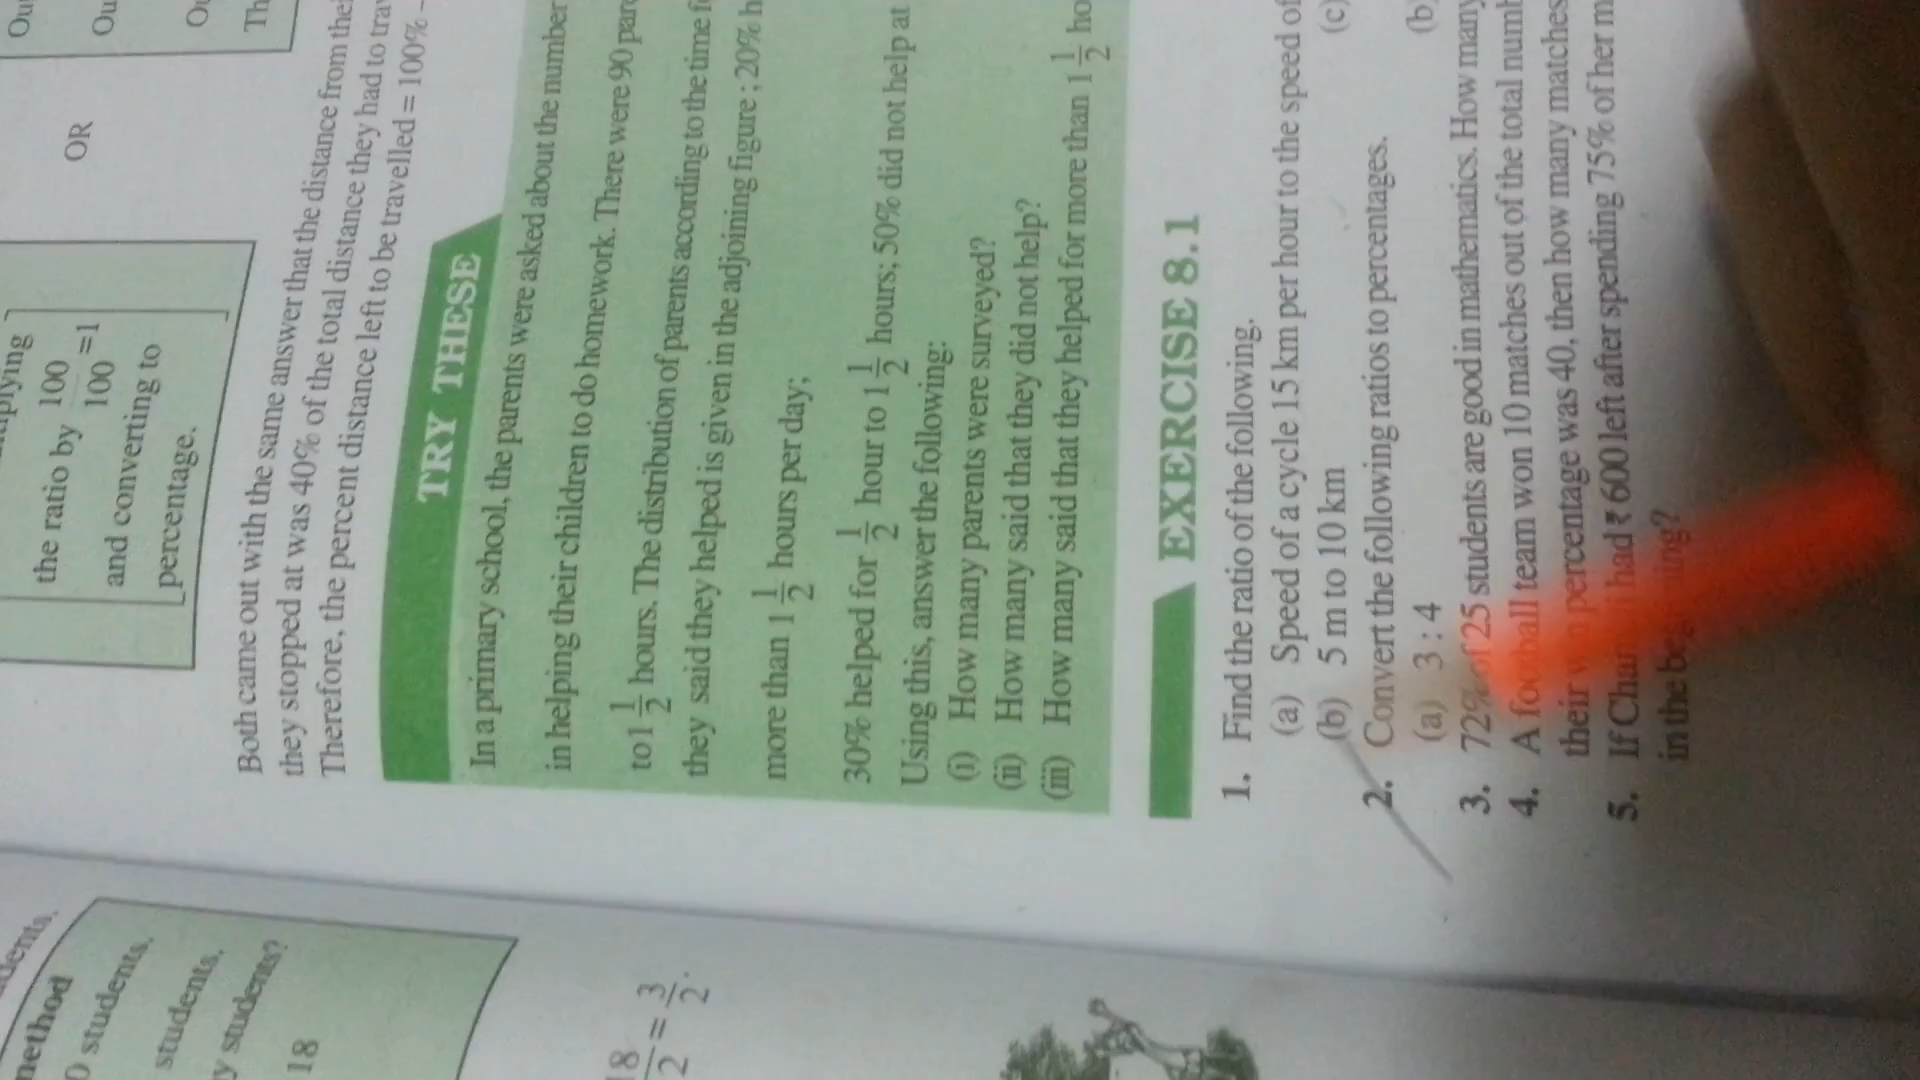 the ratio by 100/100 =1
and converting to
percentage.
OR
Both came out with the same answer that the distance from
they stopped at was 40% of the total distance they had to
Therefore, the percent distance left to be travelled = 100% -
TRY THESE
In a primary school, the parents were asked about the number
in helping their children to do homework. There were 90
to 1 1/2 hours. The distribution of parents according to the time
they said they helped is given in the adjoining figure ; 20%
more than 1 1/2 hours per day;
30% helped for 1/2 hour to 1 1/2 hours; 50% did not help at
Using this, answer the following:
(i) How many parents were surveyed?
(ii) How many said that they did not help?
(iii) How many said that they helped for more than 1 1/2
EXERCISE 8.1
1. Find the ratio of the following.
(a) Speed of a cycle 15 km per hour to the speed of
(b) 5 m to 10 km
(c)
2. Convert the following ratios to percentages.
(a) 3 : 4
(b)
3. 72% of 25 students are good in mathematics. How many
4. A football team won 10 matches out of the total
their percentage was 40, then how many matches
5. If had ₹ 600 left after spending 75% of her
in the
method
students,
students,
students?
18
2 = 3/2.